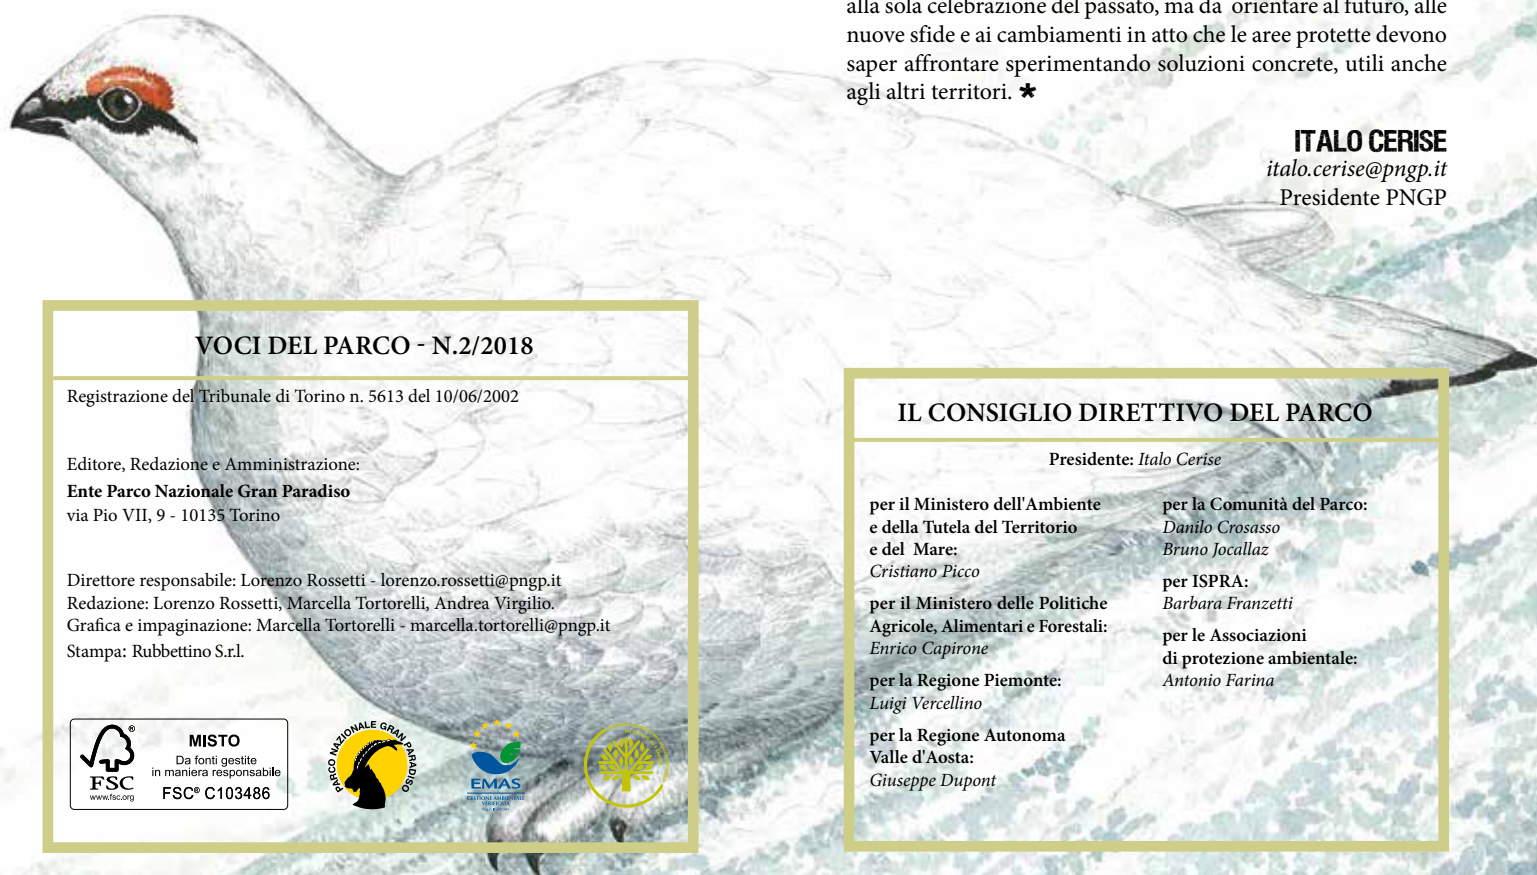 alla sola celebrazione del passato, ma da orientare al futuro, alle
nuove sfide e ai cambiamenti in atto che le aree protette devono
saper affrontare sperimentando soluzioni concrete, utili anche
agli altri territori. *
ITALO CERISE
italo.cerise@pngp.it
Presidente PNGP
VOCI DEL PARCO - N.2/2018
Registrazione del Tribunale di Torino n. 5613 del 10/06/2002
Editore, Redazione e Amministrazione:
Ente Parco Nazionale Gran Paradiso
via Pio VII, 9 - 10135 Torino
Direttore responsabile: Lorenzo Rossetti - lorenzo.rossetti@pngp.it
Redazione: Lorenzo Rossetti, Marcella Tortorelli, Andrea Virgilio.
Grafica e impaginazione: Marcella Tortorelli - marcella.tortorelli@pngp.it
Stampa: Rubbettino S.r.l.
®
FSC
www.fsc.org
MISTO
Da fonti gestite
in maniera responsabile
FSC® C103486
PARCO NAZIONALE GRAN PARADISO
EMAS
GESTIONE AMBIENTALE
VERIFICATA
IL CONSIGLIO DIRETTIVO DEL PARCO
Presidente: Italo Cerise
per il Ministero dell'Ambiente
e della Tutela del Territorio
e del Mare:
Cristiano Picco
per il Ministero delle Politiche
Agricole, Alimentari e Forestali:
Enrico Capirone
per la Regione Piemonte:
Luigi Vercellino
per la Regione Autonoma
Valle d'Aosta:
Giuseppe Dupont
per la Comunità del Parco:
Danilo Crosasso
Bruno Jocallaz
per ISPRA:
Barbara Franzetti
per le Associazioni
di protezione ambientale:
Antonio Farina